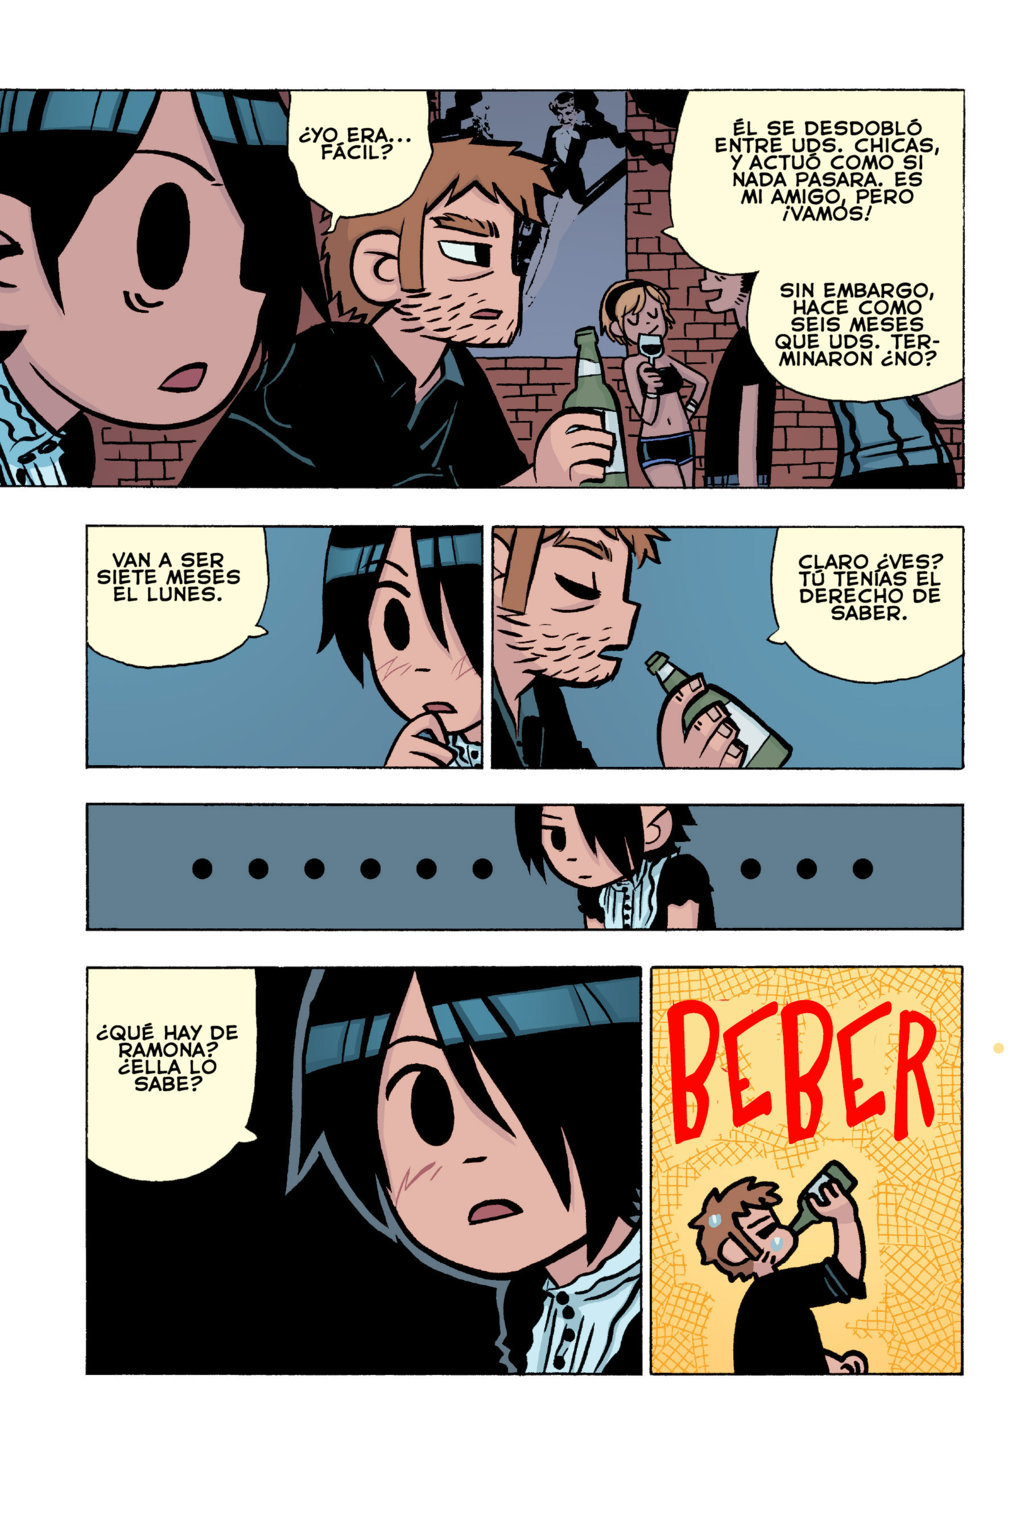 ¿YO ERA...
FÁCIL?
ÉL SE DESDOBLÓ
ENTRE UDS. CHICAS,
Y ACTUÓ COMO SI
NADA PASARA. ES
MI AMIGO, PERO
¡VAMOS!
SIN EMBARGO,
HACE COMO
SEIS MESES
QUE UDS. TER-
MINARON ¿NO?
VAN A SER
SIETE MESES
EL LUNES.
CLARO ¿VES?
TÚ TENÍAS EL
DERECHO DE
SABER.
¿QUÉ HAY DE
RAMONA?
¿ELLA LO
SABE?
BEBER